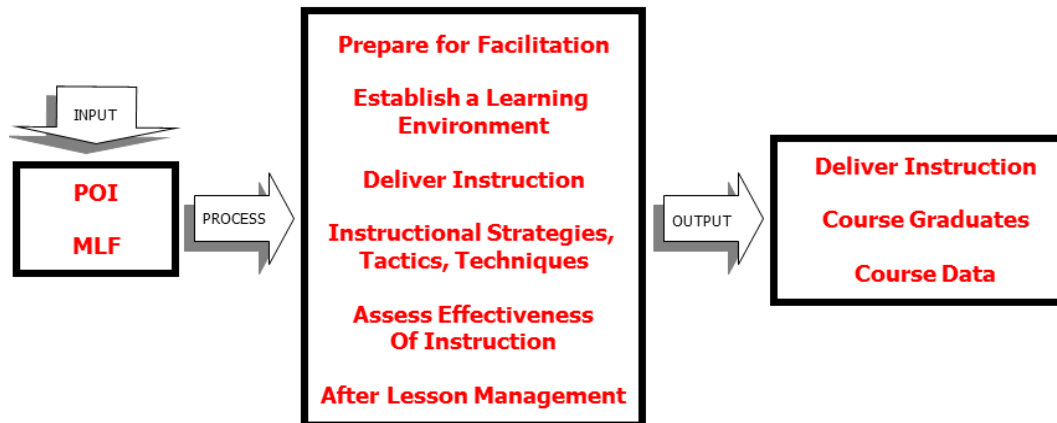 INPUT
POI
MLF
PROCESS
Prepare for Facilitation
Establish a Learning
Environment
Deliver Instruction
Instructional Strategies,
Tactics, Techniques
Assess Effectiveness
Of Instruction
After Lesson Management
OUTPUT
Deliver Instruction
Course Graduates
Course Data